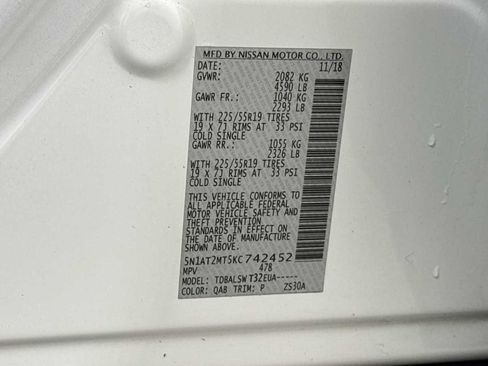 MFD BY NISSAN MOTOR CO., LTD.
DATE: 11/18
GVWR: 2082 KG
4590 LB
GAWR FR.: 1040 KG
2293 LB
WITH 225/55R19 TIRES
19 X 7J RIMS AT 33 PSI
COLD SINGLE
GAWR RR.: 1055 KG
2326 LB
WITH 225/55R19 TIRES
19 X 7J RIMS AT 33 PSI
COLD SINGLE
THIS VEHICLE CONFORMS TO
ALL APPLICABLE FEDERAL
MOTOR VEHICLE SAFETY AND
THEFT PREVENTION
STANDARDS IN EFFECT ON
THE DATE OF MANUFACTURE
SHOWN ABOVE.
5N1AT2MT5KC742452
MPV 478
MODEL: TDBALSWT32EUA-----
COLOR: QAB TRIM: P ZS30A